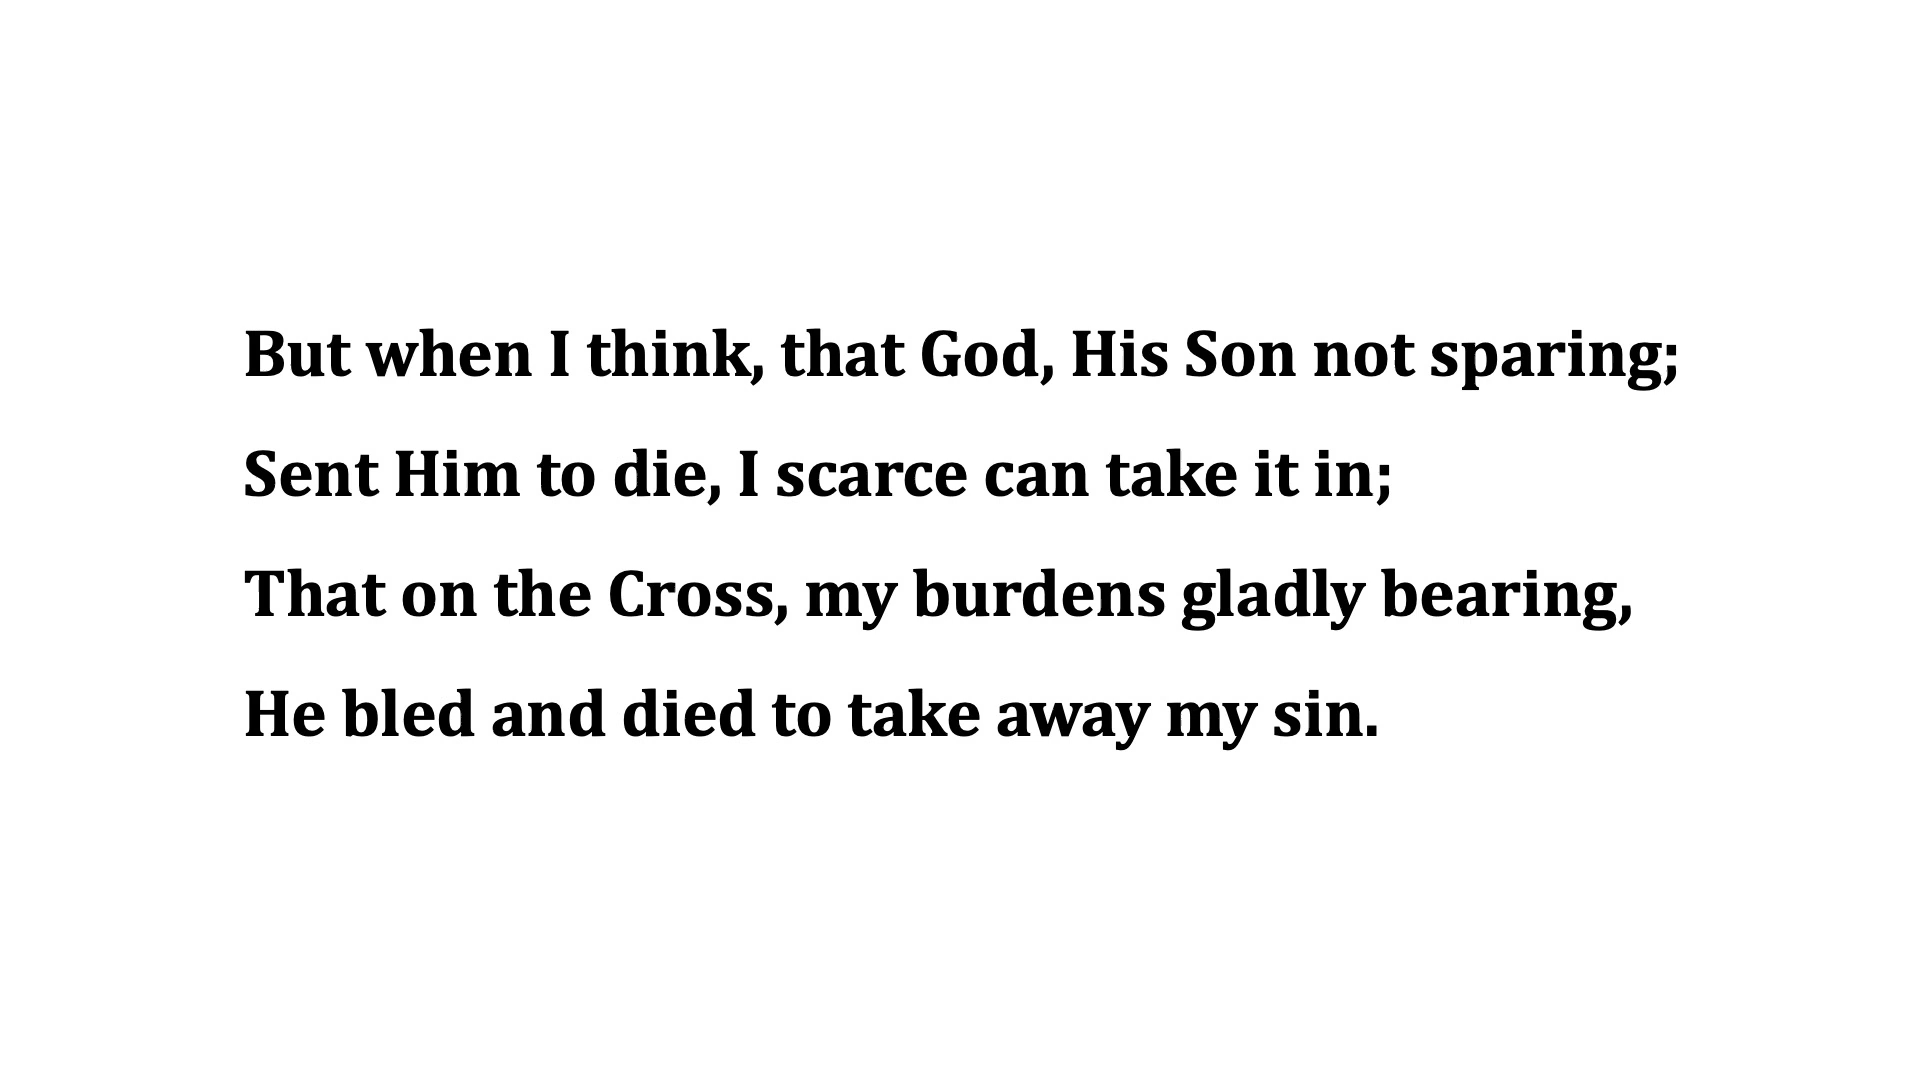 But when I think, that God, His Son not sparing;
Sent Him to die, I scarce can take it in;
That on the Cross, my burdens gladly bearing,
He bled and died to take away my sin.